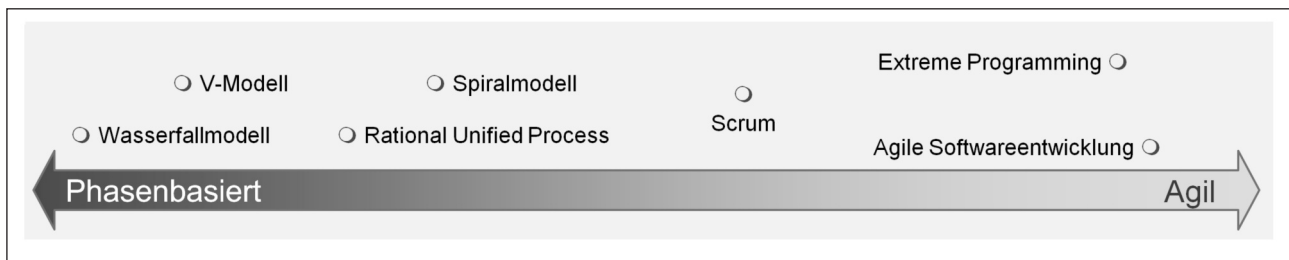 Extreme Programming
V-Modell
Spiralmodell
Scrum
Wasserfallmodell
Rational Unified Process
Agile Softwareentwicklung
Phasenbasiert
Agil